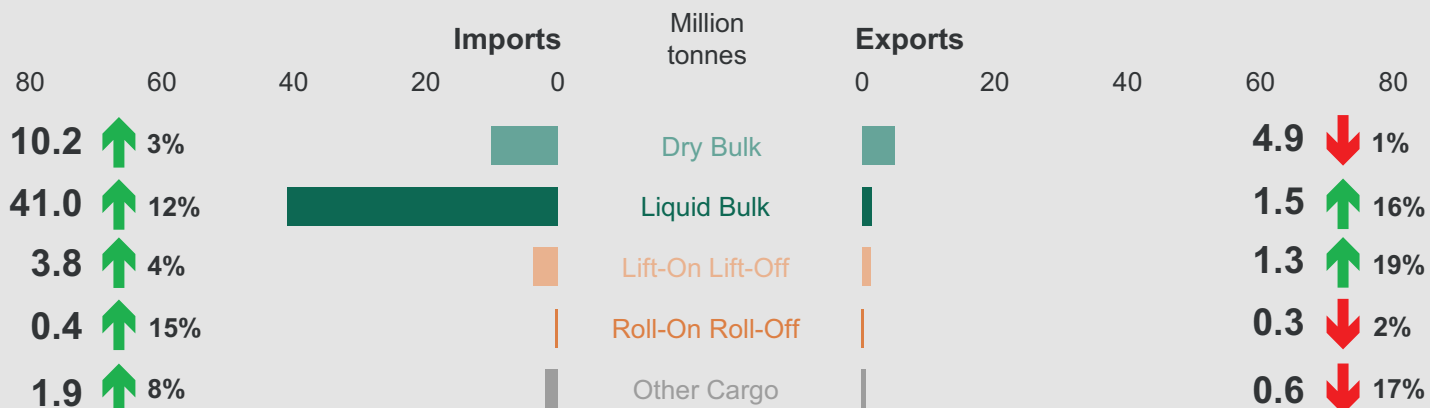 Imports Million tonnes Exports
80 60 40 20 0 0 20 40 60 80
10.2 3% Dry Bulk 4.9 1%
41.0 12% Liquid Bulk 1.5 16%
3.8 4% Lift-On Lift-Off 1.3 19%
0.4 15% Roll-On Roll-Off 0.3 2%
1.9 8% Other Cargo 0.6 17%